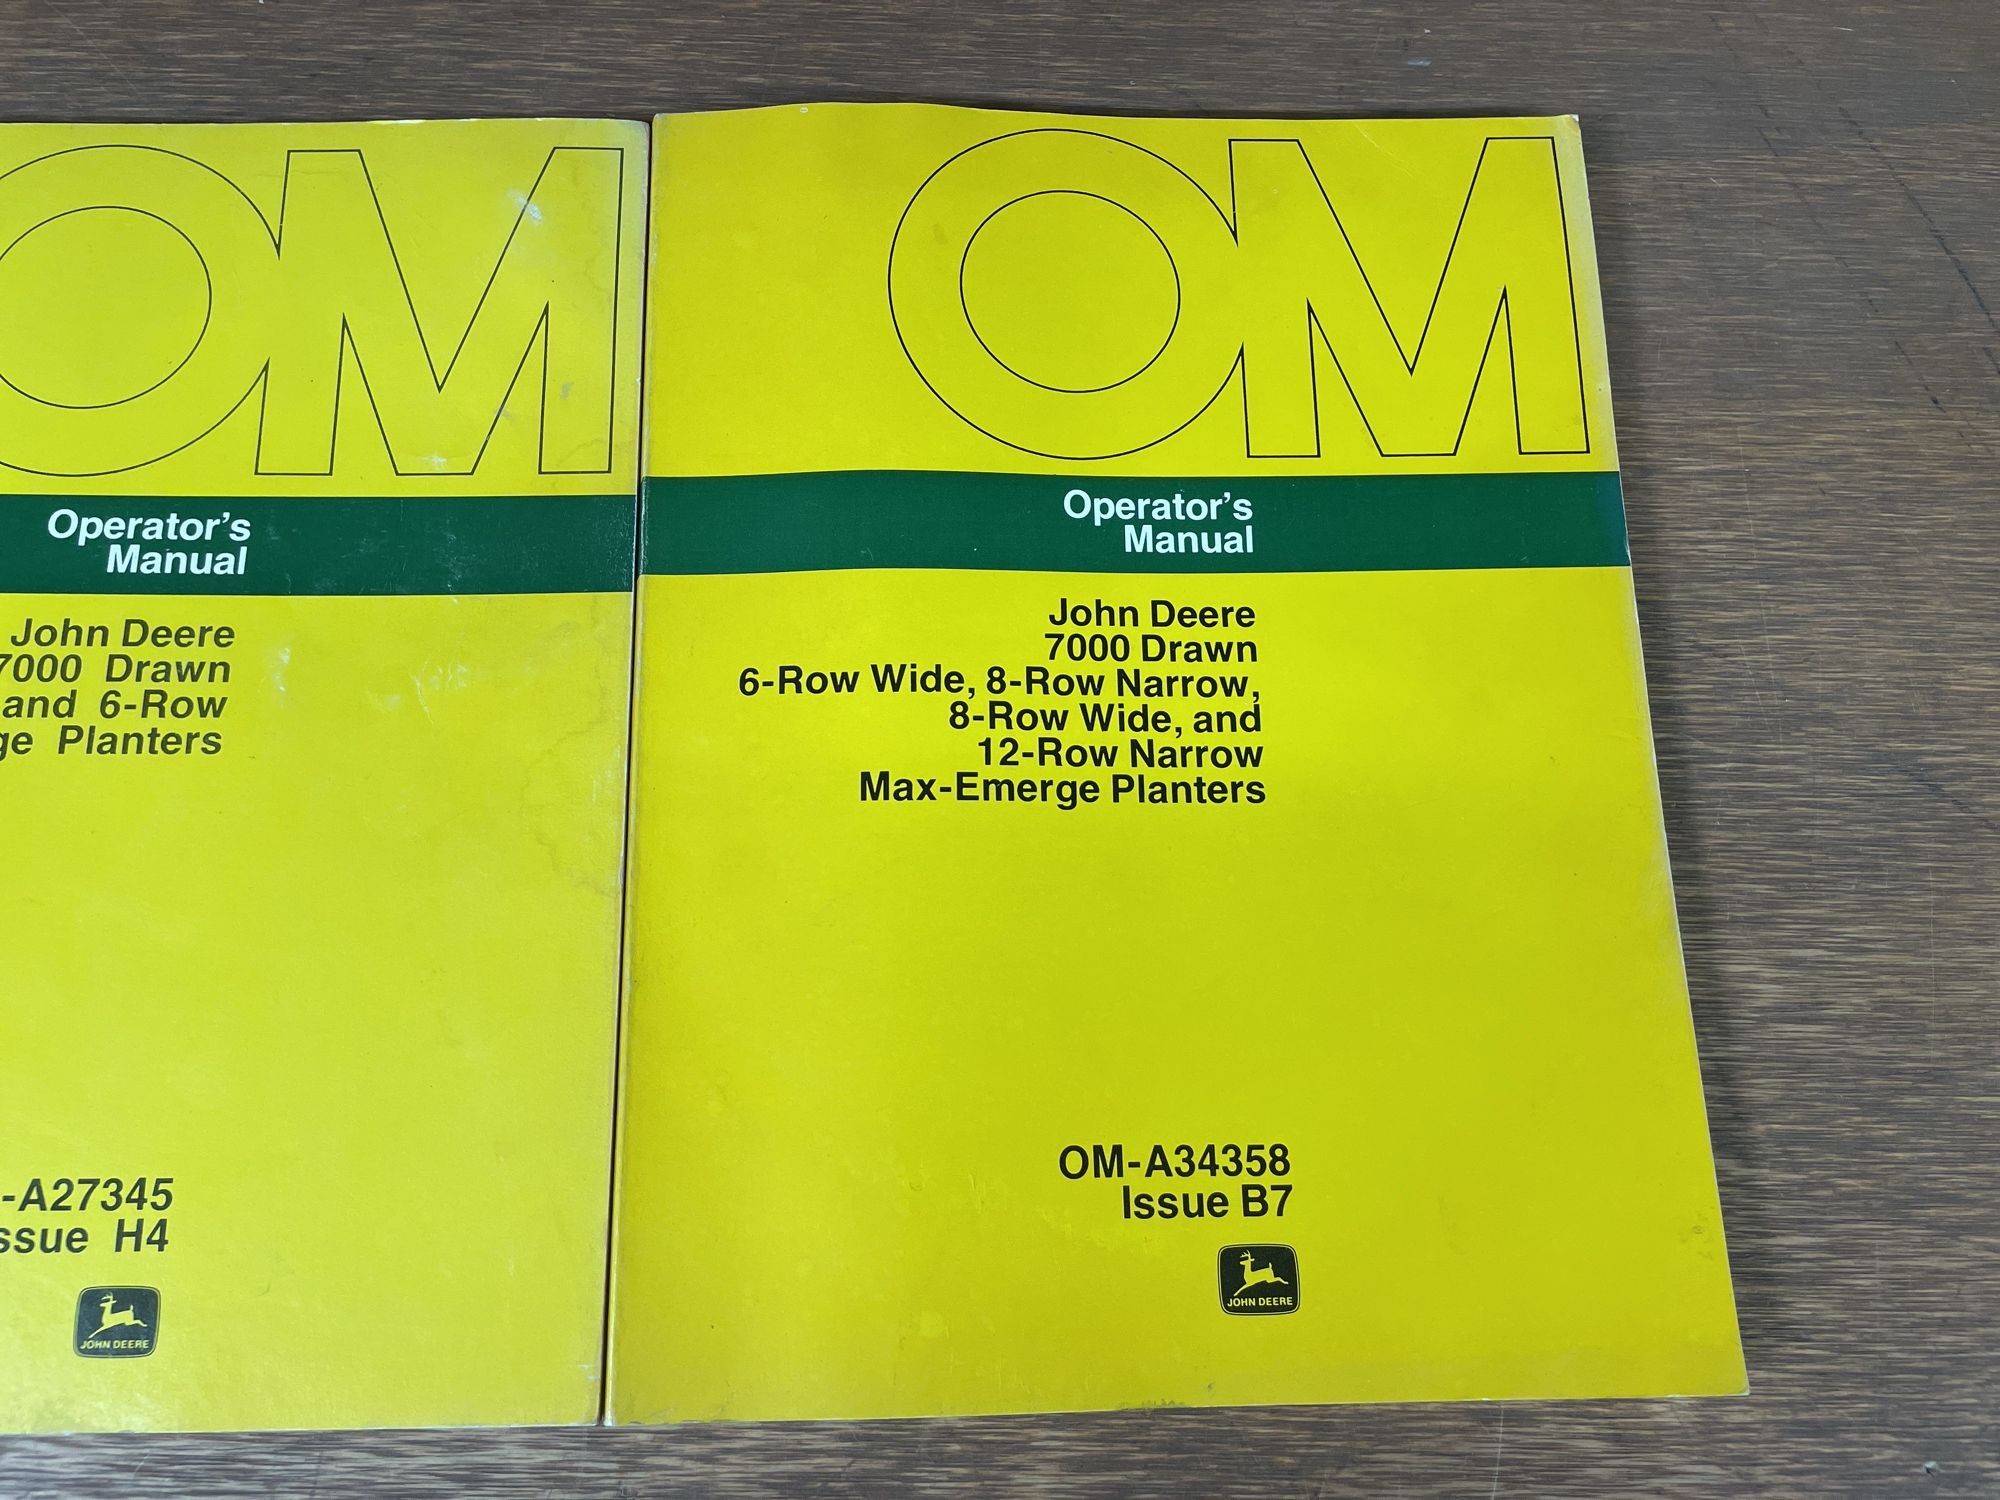 OM
Operator's
Manual
John Deere
7000 Drawn
and 6-Row
Planters
-A27345
Issue H4
JOHN DEERE
OM
Operator's
Manual
John Deere
7000 Drawn
6-Row Wide, 8-Row Narrow,
8-Row Wide, and
12-Row Narrow
Max-Emerge Planters
OM-A34358
Issue B7
JOHN DEERE